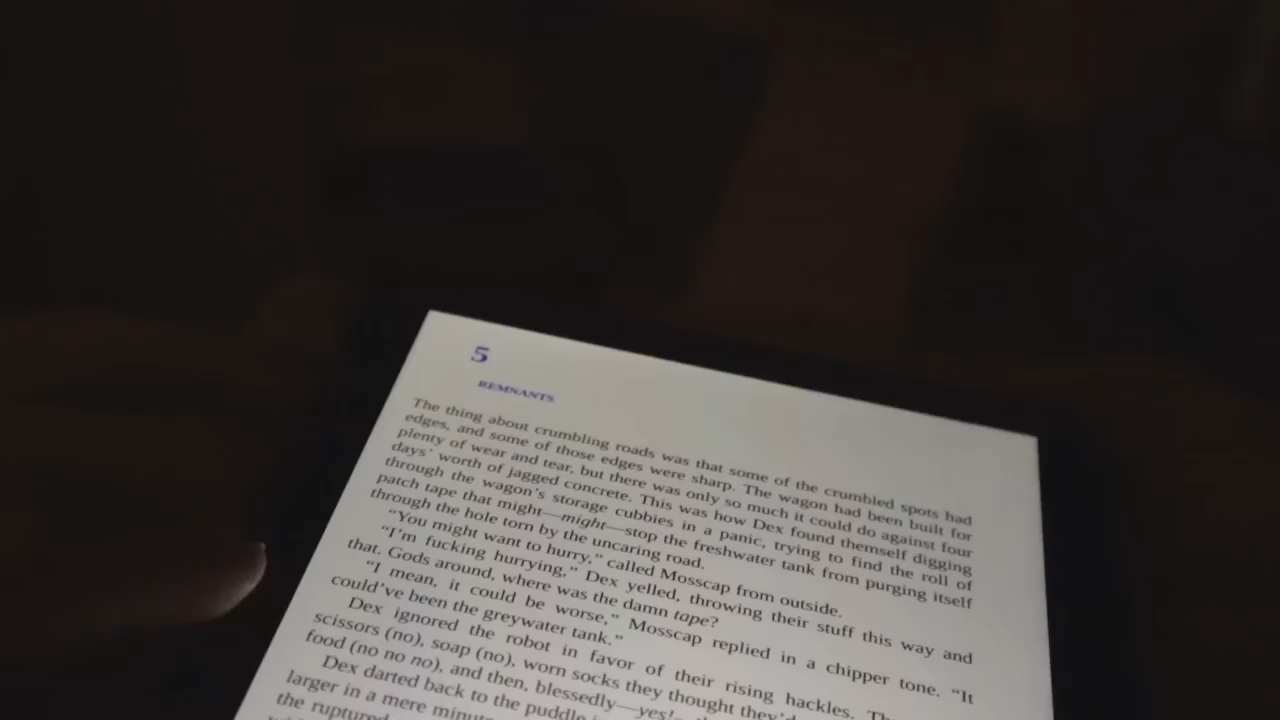 5
REMNANTS
The thing about crumbling roads was that some of the crumbled spots had
edges, and some of those edges were sharp. The wagon had been built for
plenty of wear and tear, but there was only so much it could do against four
days’ worth of jagged concrete. This was how Dex found themself digging
through the wagon’s storage cubbies in a panic, trying to find the roll of
patch tape that might—might—stop the freshwater tank from purging itself
through the hole torn by the uncaring road.
“You might want to hurry,” called Mosscap from outside.
“I’m fucking hurrying,” Dex yelled, throwing their stuff this way and
that. Gods around, where was the damn tape?
“I mean, it could be worse,” Mosscap replied in a chipper tone. “It
could’ve been the greywater tank.”
Dex ignored the robot in favor of their rising hackles.
scissors (no), soap (no), worn socks they thought they’d
food (no no no), and then, blessedly—yes!
Dex darted back to the puddle
larger in a mere
the ruptured